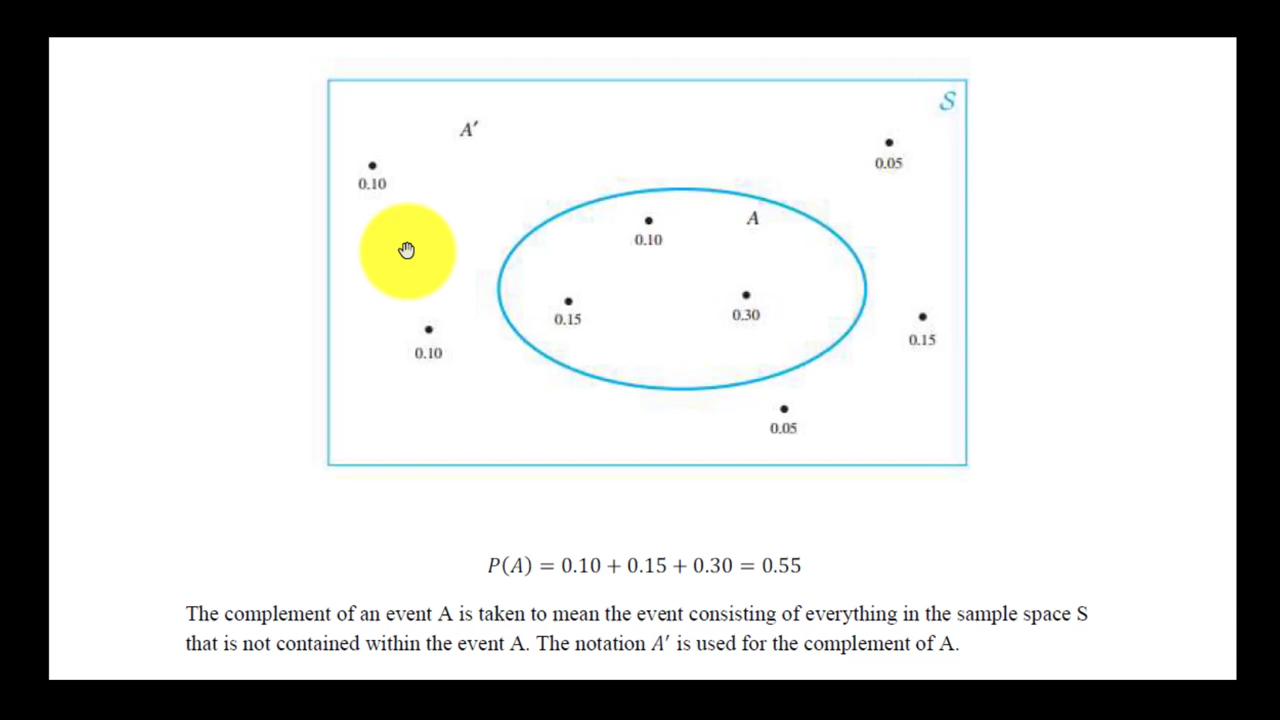 S
A′
0.05
0.10
A
0.10
0.15
0.30
0.15
0.10
0.05
P(A) = 0.10 + 0.15 + 0.30 = 0.55
The complement of an event A is taken to mean the event consisting of everything in the sample space S
that is not contained within the event A. The notation A′ is used for the complement of A.